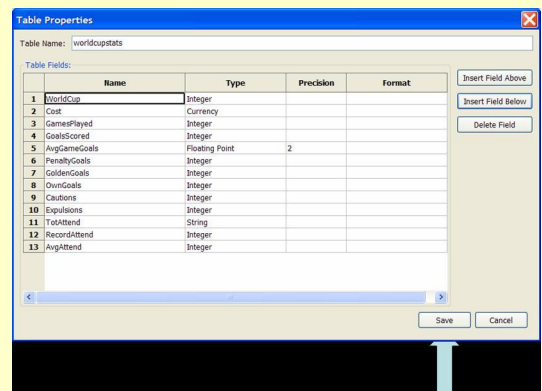 Table Properties
Table Name: worldcupstats
Table Fields:
Name Type Precision Format
1 WorldCup Integer
2 Cost Currency
3 GamesPlayed Integer
4 GoalsScored Integer
5 AvgGameGoals Floating Point 2
6 PenaltyGoals Integer
7 GoldenGoals Integer
8 OwnGoals Integer
9 Cautions Integer
10 Expulsions Integer
11 TotAttend String
12 RecordAttend Integer
13 AvgAttend Integer
Insert Field Above
Insert Field Below
Delete Field
Save Cancel